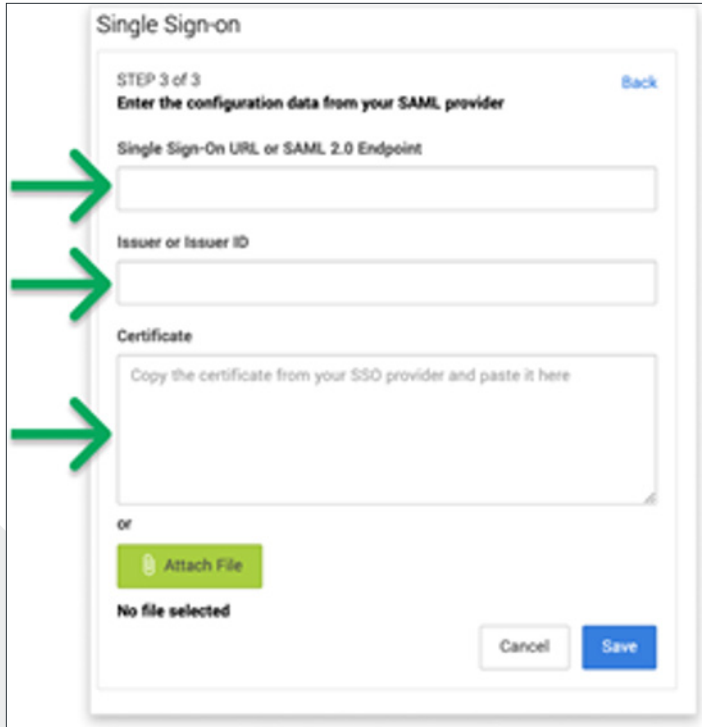 Single Sign-on
STEP 3 of 3
Back
Enter the configuration data from your SAML provider
Single Sign-On URL or SAML 2.0 Endpoint
Issuer or Issuer ID
Certificate
Copy the certificate from your SSO provider and paste it here
or
Attach File
No file selected
Cancel
Save